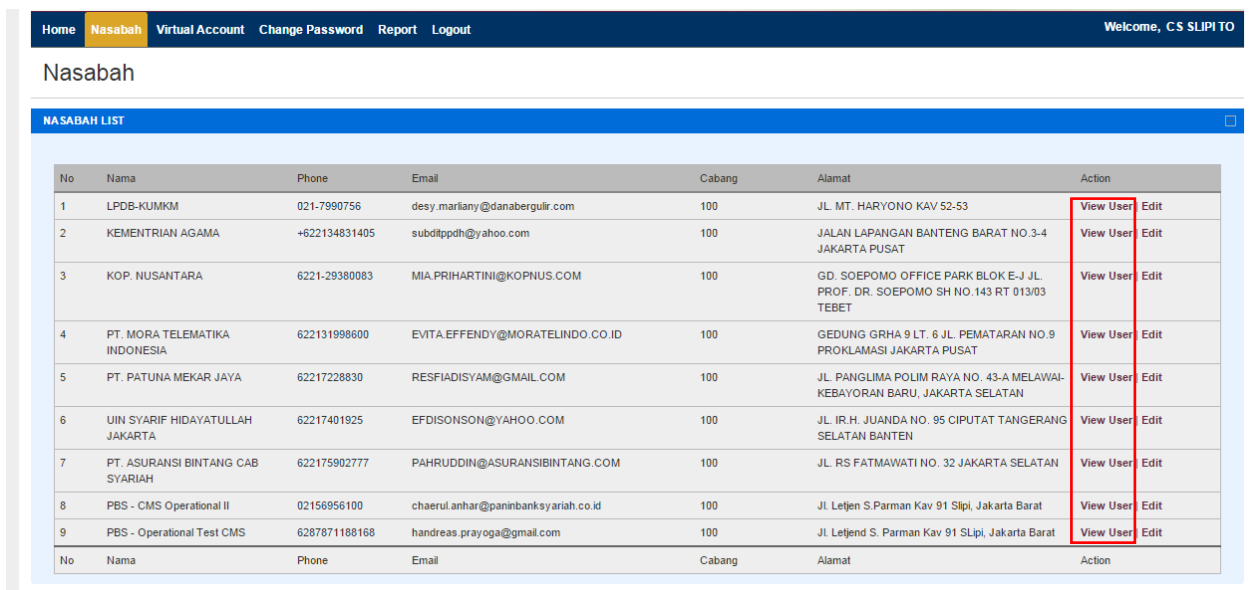 Home Nasabah Virtual Account Change Password Report Logout Welcome, CS SLIPI TO
Nasabah
NASABAH LIST
No Nama Phone Email Cabang Alamat Action
1 LPDB-KUMKM 021-7990756 desy.marliany@danabergulir.com 100 JL. MT. HARYONO KAV 52-53 View User | Edit
2 KEMENTRIAN AGAMA +622134831405 subditppdh@yahoo.com 100 JALAN LAPANGAN BANTENG BARAT NO.3-4 View User | Edit
JAKARTA PUSAT
3 KOP. NUSANTARA 6221-29380083 MIA.PRIHARTINI@KOPNUS.COM 100 GD. SOEPOMO OFFICE PARK BLOK E-J JL. View User | Edit
PROF. DR. SOEPOMO SH NO.143 RT 013/03
TEBET
4 PT. MORA TELEMATIKA 622131998600 EVITA.EFFENDY@MORATELINDO.CO.ID 100 GEDUNG GRHA 9 LT. 6 JL. PEMATARAN NO.9 View User | Edit
INDONESIA PROKLAMASI JAKARTA PUSAT
5 PT. PATUNA MEKAR JAYA 62217228830 RESFIADISYAM@GMAIL.COM 100 JL. PANGLIMA POLIM RAYA NO. 43-A MELAWAI- View User | Edit
KEBAYORAN BARU, JAKARTA SELATAN
6 UIN SYARIF HIDAYATULLAH 62217401925 EFDISONSON@YAHOO.COM 100 JL. IR.H. JUANDA NO. 95 CIPUTAT TANGERANG View User | Edit
JAKARTA SELATAN BANTEN
7 PT. ASURANSI BINTANG CAB 622175902777 PAHRUDDIN@ASURANSIBINTANG.COM 100 JL. RS FATMAWATI NO. 32 JAKARTA SELATAN View User | Edit
SYARIAH
8 PBS - CMS Operational II 02156956100 chaerul.anhar@paninbanksyariah.co.id 100 Jl. Letjen S.Parman Kav 91 Slipi, Jakarta Barat View User | Edit
9 PBS - Operational Test CMS 6287871188168 handreas.prayoga@gmail.com 100 Jl. Letjend S. Parman Kav 91 SLipi, Jakarta Barat View User | Edit
No Nama Phone Email Cabang Alamat Action